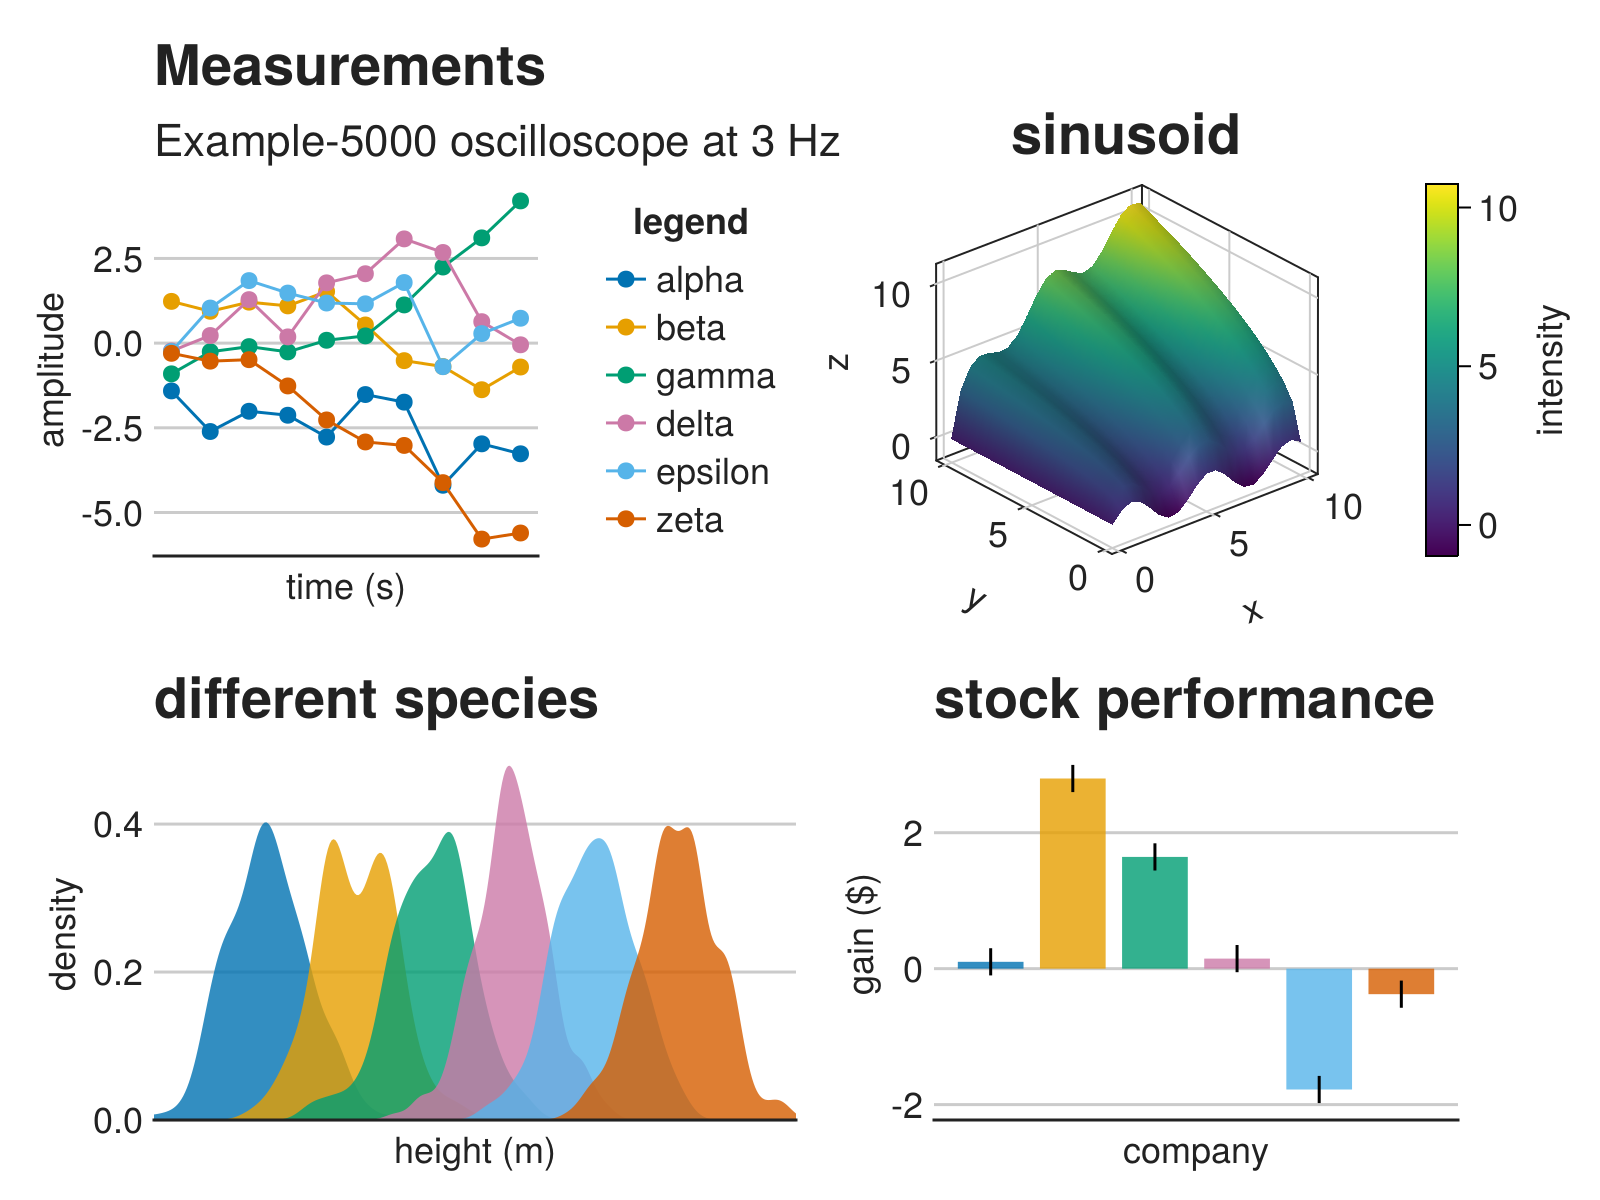 Measurements
Example-5000 oscilloscope at 3 Hz
amplitude
2.5
0.0
-2.5
-5.0
time (s)
legend
alpha
beta
gamma
delta
epsilon
zeta
sinusoid
z
10
5
0
10
5
0
y
0
5
10
x
10
5
0
intensity
different species
density
0.4
0.2
0.0
height (m)
stock performance
gain ($)
2
0
-2
company